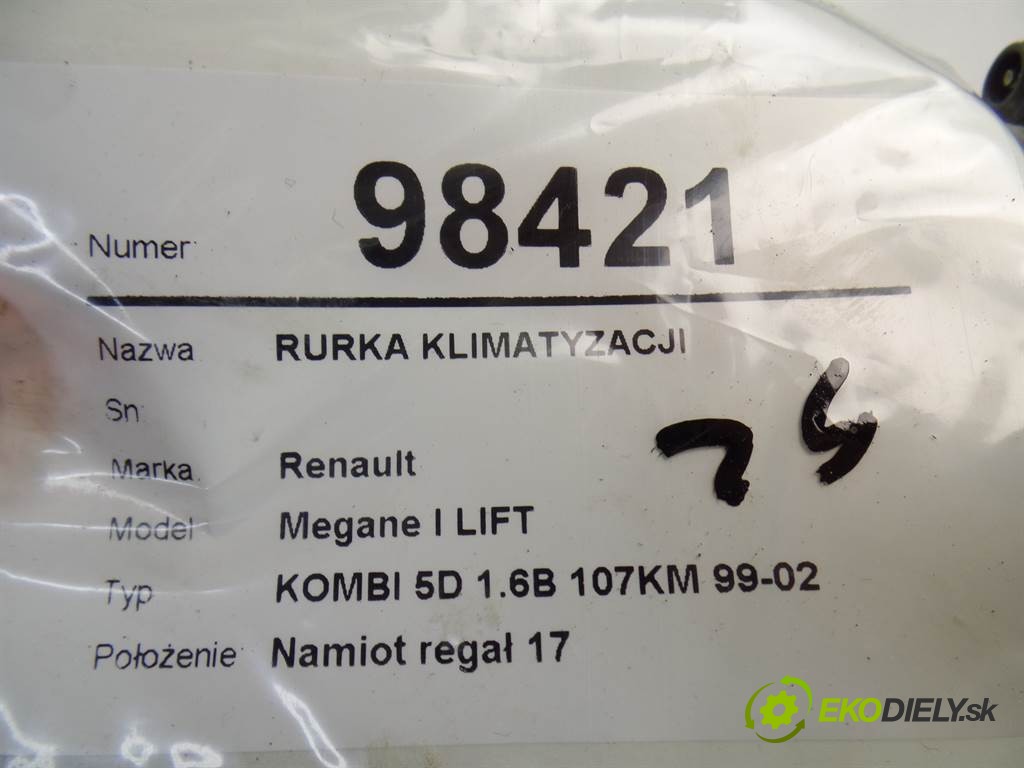 Numer 98421
Nazwa RURKA KLIMATYZACJI
Sn
Marka Renault
Model Megane I LIFT
Typ KOMBI 5D 1.6B 107KM 99-02
Położenie Namiot regał 17
EKODIELY.sk